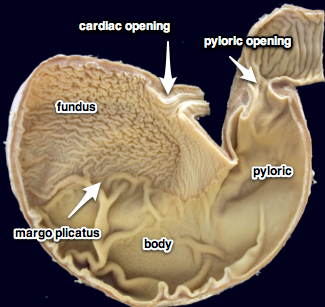 cardiac opening
pyloric opening
fundus
pyloric
margo plicatus
body